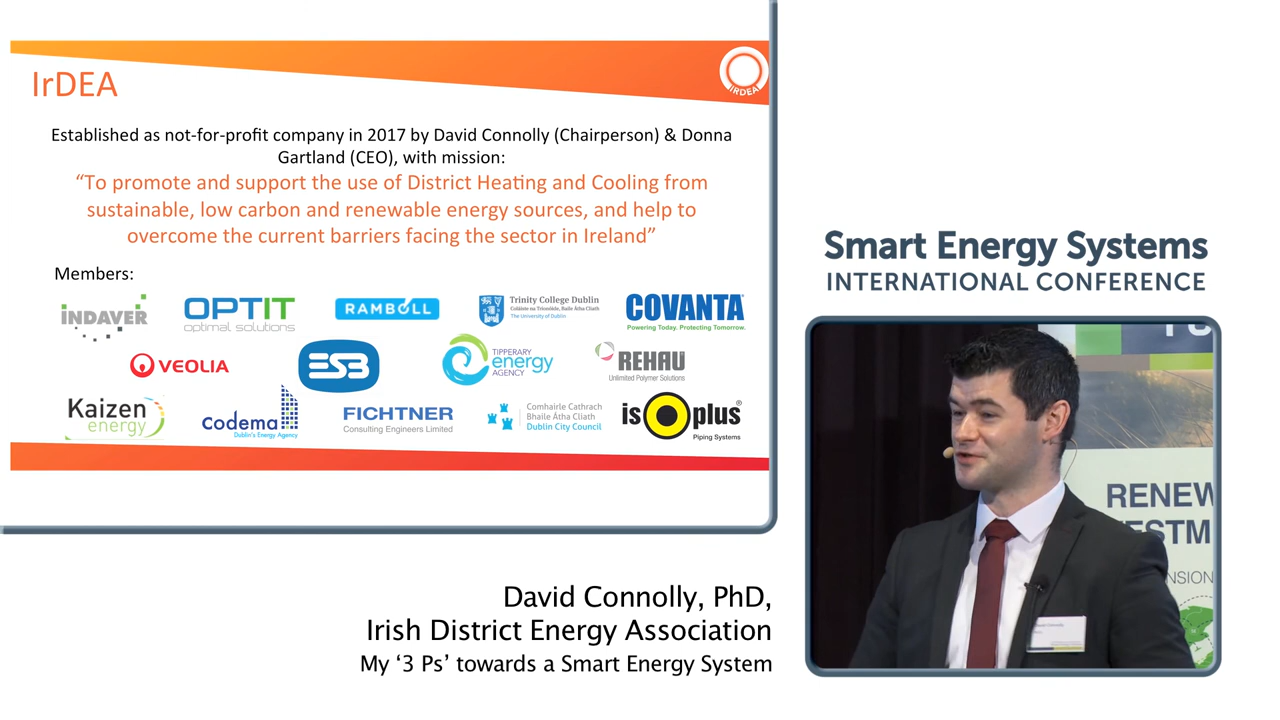 IrDEA
IRDEA
Established as not-for-profit company in 2017 by David Connolly (Chairperson) & Donna
Gartland (CEO), with mission:
“To promote and support the use of District Heating and Cooling from
sustainable, low carbon and renewable energy sources, and help to
overcome the current barriers facing the sector in Ireland”
Members:
INDAVER
OPTIT
optimal solutions
RAMBOLL
Trinity College Dublin
Coláiste na Tríonóide, Baile Átha Cliath
The University of Dublin
COVANTA
Powering Today. Protecting Tomorrow.
VEOLIA
ESB
TIPPERARY
energy
AGENCY
REHAU
Unlimited Polymer Solutions
Kaizen
energy
Codema
Dublin's Energy Agency
FICHTNER
Consulting Engineers Limited
Comhairle Cathrach
Bhaile Átha Cliath
Dublin City Council
isoplus®
Piping Systems
Smart Energy Systems
INTERNATIONAL CONFERENCE
RENEW
ESTM
NSION
David Connolly, PhD,
Irish District Energy Association
My ‘3 Ps’ towards a Smart Energy System